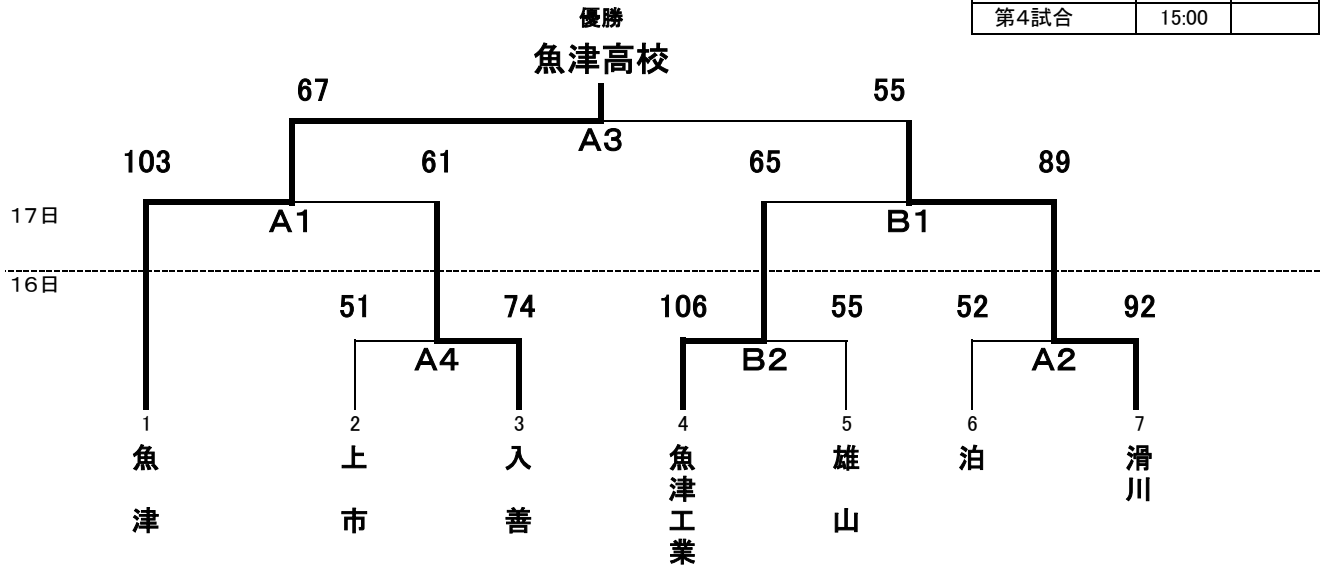 第4試合 15:00
優勝
魚津高校
67 55
A3
103 61 65 89
17日
A1 B1
16日
51 74 106 55 52 92
A4 B2 A2
1 2 3 4 5 6 7
魚津
上市
入善
魚津工業
雄山
泊
滑川